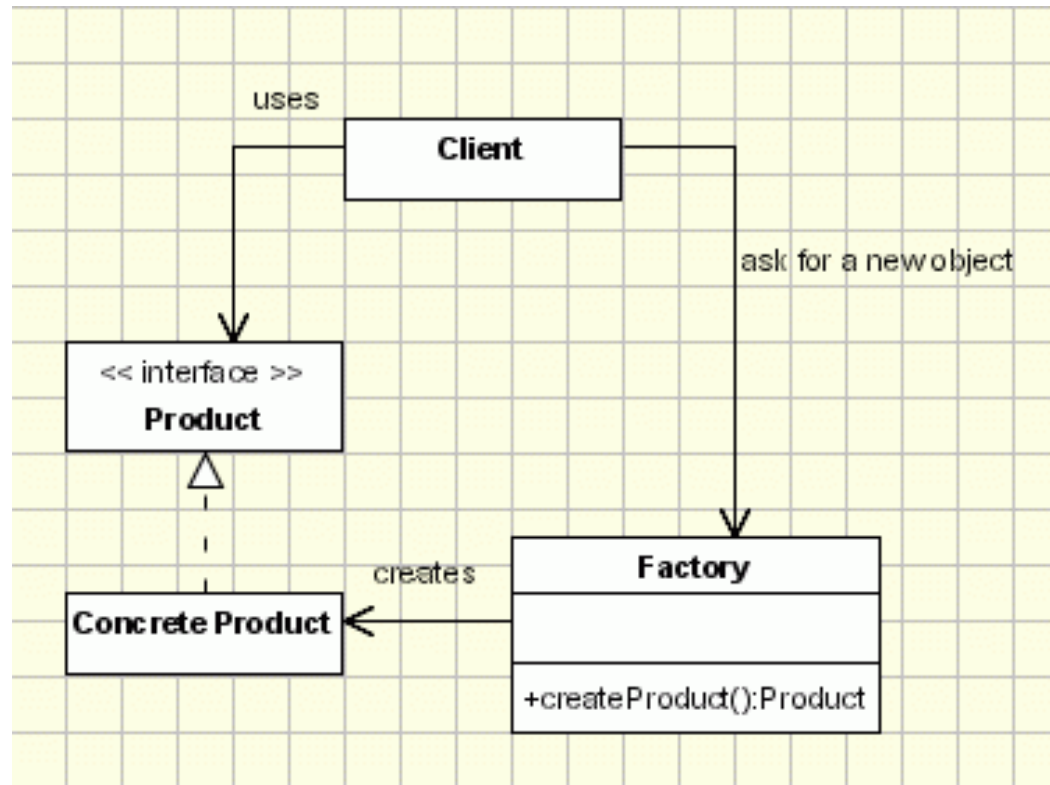 uses
Client
ask for a new object
<< interface >>
Product
creates
Factory
Concrete Product
+createProduct():Product